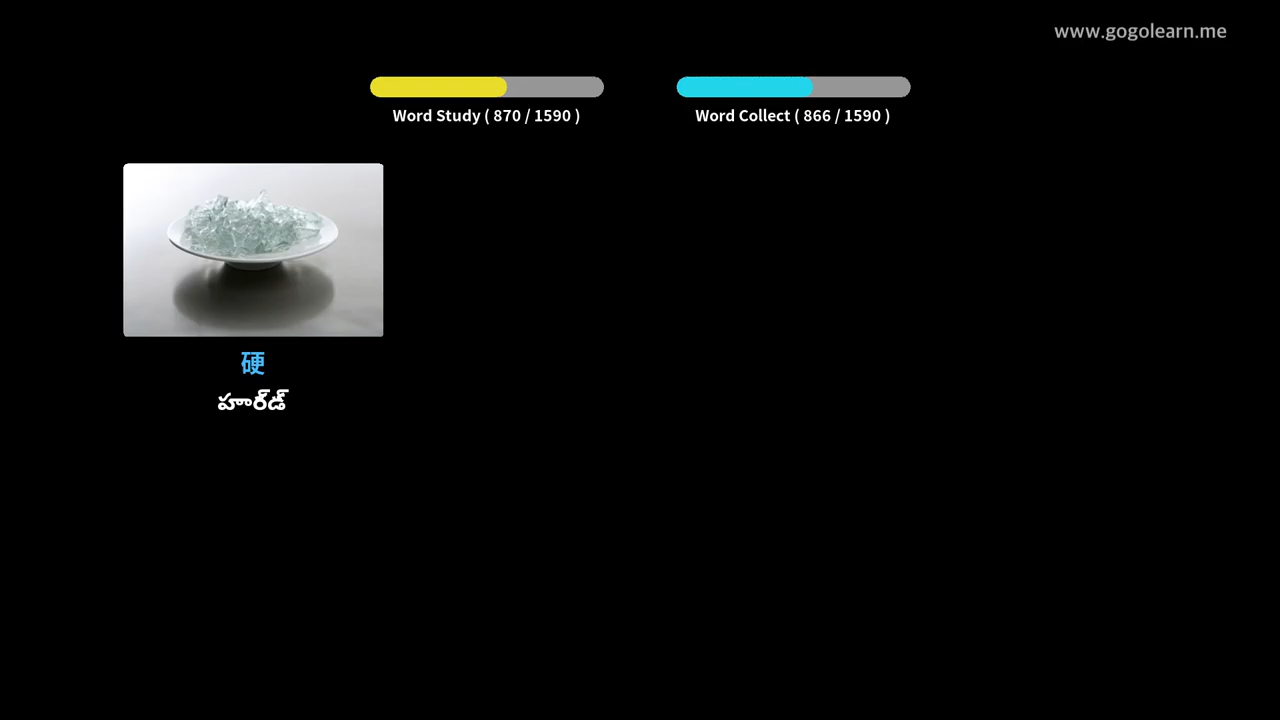 www.gogolearn.me
Word Study ( 870 / 1590 )
Word Collect ( 866 / 1590 )
硬
హార్‌డ్